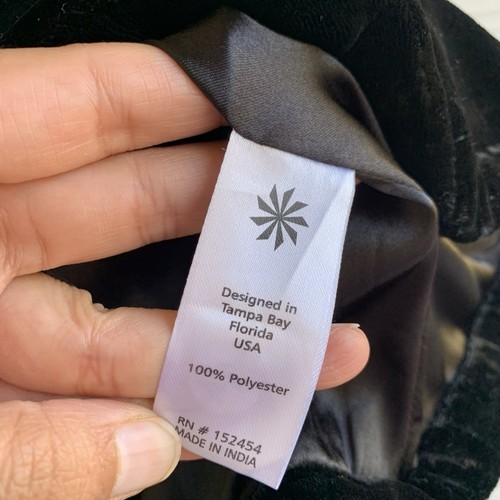 Designed in
Tampa Bay
Florida
USA
100% Polyester
RN # 152454
MADE IN INDIA